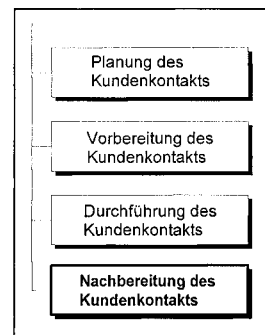 Planung des
Kundenkontakts
Vorbereitung des
Kundenkontakts
Durchführung des
Kundenkontakts
Nachbereitung des
Kundenkontakts